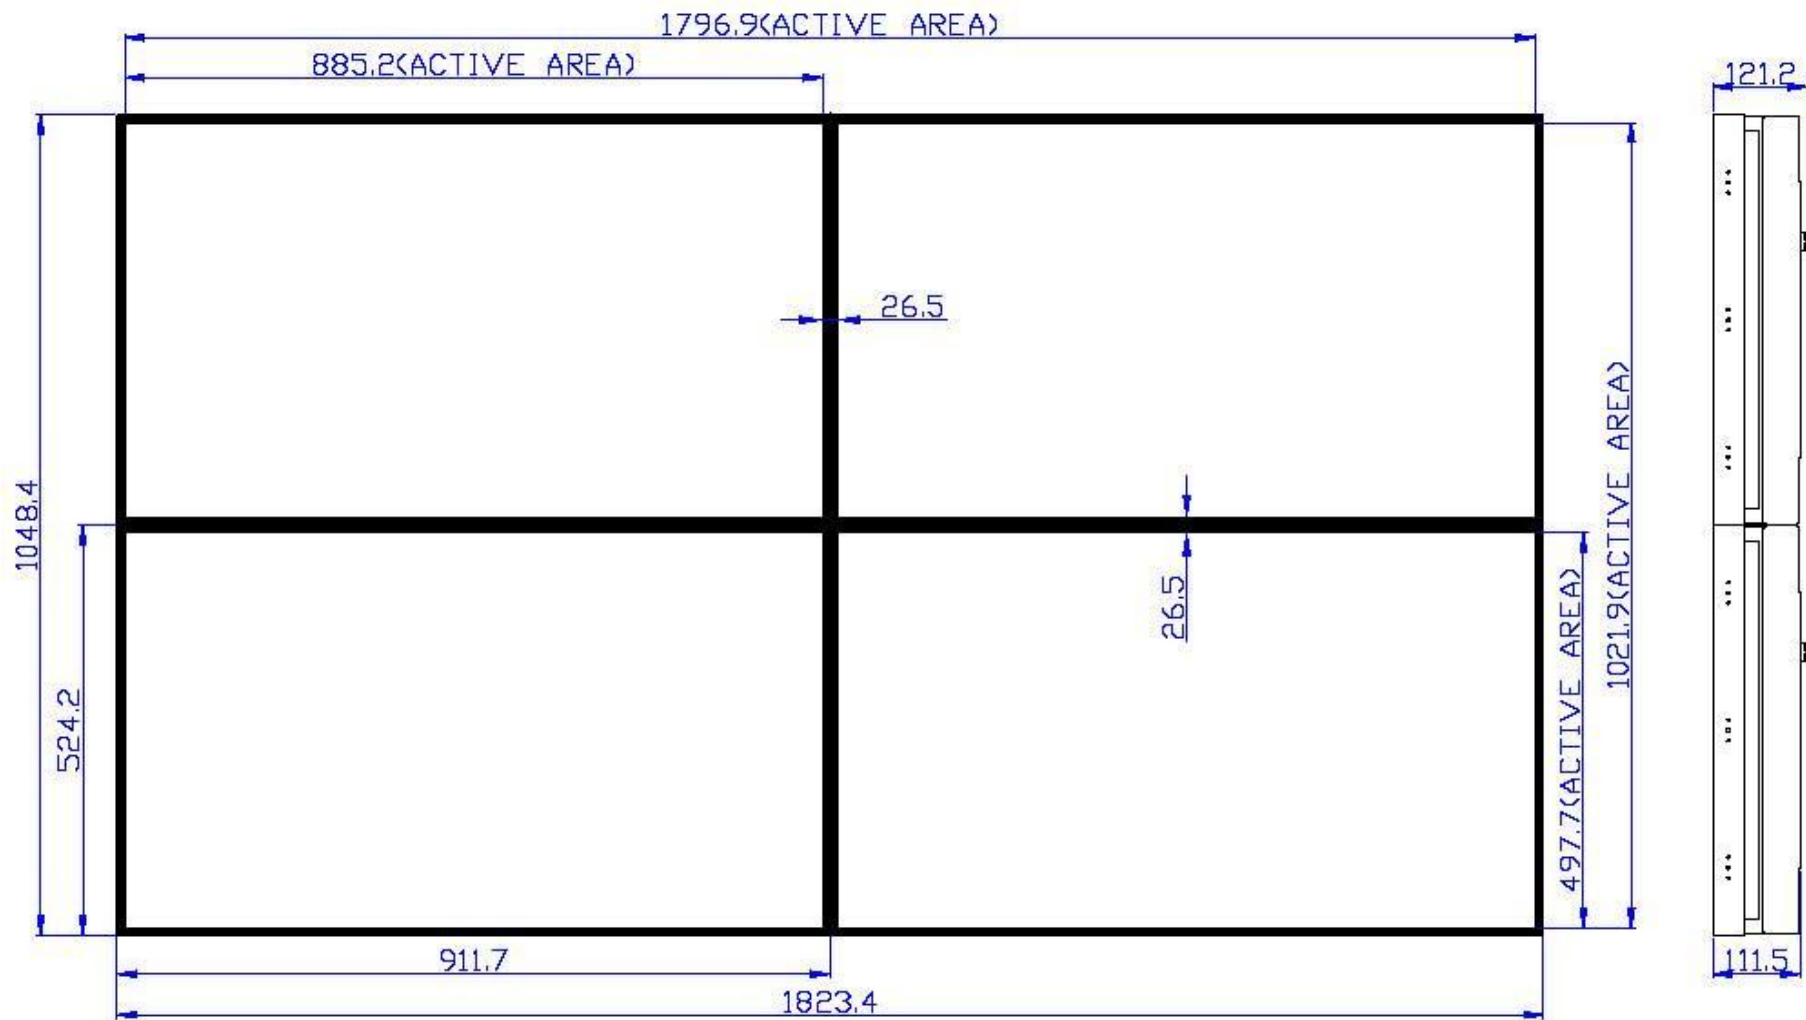 1796.9(ACTIVE AREA)
885.2(ACTIVE AREA)
121.2
26.5
1048.4
524.2
26.5
497.7(ACTIVE AREA)
1021.9(ACTIVE AREA)
911.7
111.5
1823.4